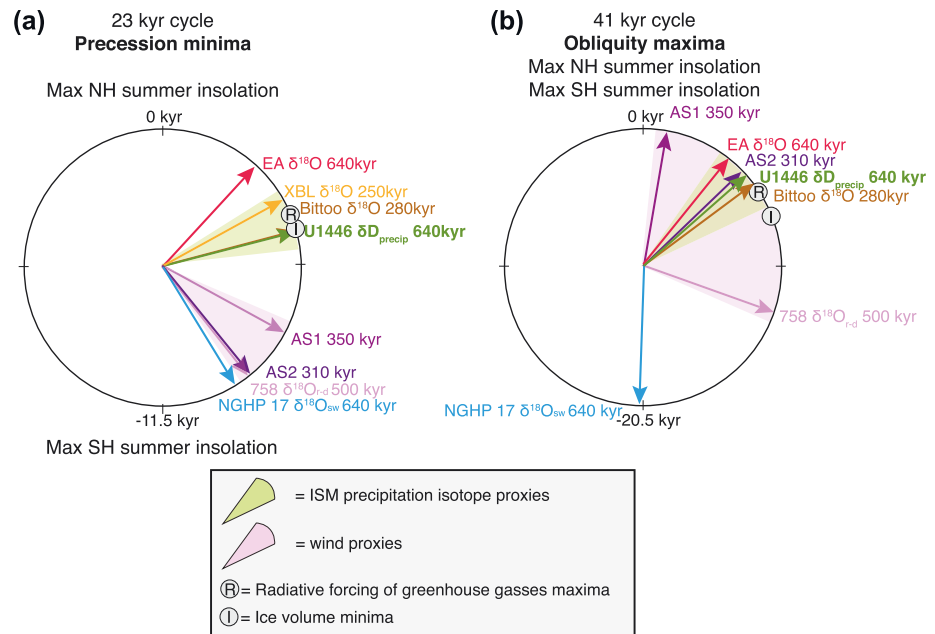 (a)
23 kyr cycle
Precession minima
Max NH summer insolation
0 kyr
EA δ¹⁸O 640kyr
XBL δ¹⁸O 250kyr
Bittoo δ¹⁸O 280kyr
R
I
U1446 δDprecip 640kyr
AS1 350 kyr
AS2 310 kyr
758 δ¹⁸Or-d 500 kyr
NGHP 17 δ¹⁸Osw 640 kyr
-11.5 kyr
Max SH summer insolation
(b)
41 kyr cycle
Obliquity maxima
Max NH summer insolation
Max SH summer insolation
AS1 350 kyr
0 kyr
EA δ¹⁸O 640 kyr
AS2 310 kyr
U1446 δDprecip 640 kyr
R
Bittoo δ¹⁸O 280kyr
I
758 δ¹⁸Or-d 500 kyr
NGHP 17 δ¹⁸Osw 640 kyr
-20.5 kyr
= ISM precipitation isotope proxies
= wind proxies
R = Radiative forcing of greenhouse gasses maxima
I = Ice volume minima